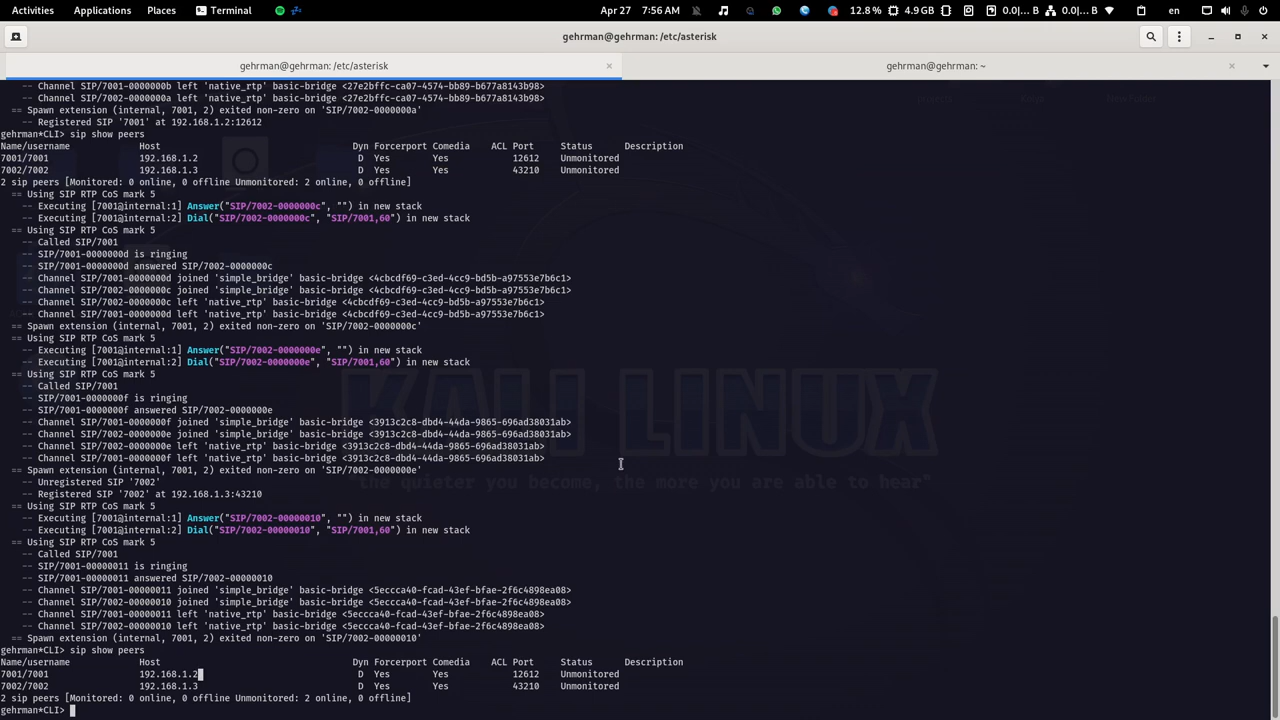 Activities Places Terminal Apr 27 7:56 AM 12.8 % 4.9 GB 0.0|... B 0.0|... B en
gehrman@gehrman: /etc/asterisk
gehrman@gehrman: /etc/asterisk gehrman@gehrman: ~
-- Channel SIP/7001-0000000b left 'native_rtp' basic-bridge <27e2bffc-ca07-4574-bb89-b677a8143b98>
-- Channel SIP/7002-0000000a left 'native_rtp' basic-bridge <27e2bffc-ca07-4574-bb89-b677a8143b98>
== Spawn extension (internal, 7001, 2) exited non-zero on 'SIP/7002-0000000a'
-- Registered SIP '7001' at 192.168.1.2:12612
gehrman*CLI> sip show peers
Name/username Host Dyn Forcerport Comedia ACL Port Status Description
7001/7001 192.168.1.2 D Yes Yes 12612 Unmonitored
7002/7002 192.168.1.3 D Yes Yes 43210 Unmonitored
2 sip peers [Monitored: 0 online, 0 offline Unmonitored: 2 online, 0 offline]
== Using SIP RTP CoS mark 5
-- Executing [7001@internal:1] Answer("SIP/7002-0000000c", "") in new stack
-- Executing [7001@internal:2] Dial("SIP/7002-0000000c", "SIP/7001,60") in new stack
== Using SIP RTP CoS mark 5
-- Called SIP/7001
-- SIP/7001-0000000d is ringing
-- SIP/7001-0000000d answered SIP/7002-0000000c
-- Channel SIP/7001-0000000d joined 'simple_bridge' basic-bridge <4cbcdf69-c3ed-4cc9-bd5b-a97553e7b6c1>
-- Channel SIP/7002-0000000c joined 'simple_bridge' basic-bridge <4cbcdf69-c3ed-4cc9-bd5b-a97553e7b6c1>
-- Channel SIP/7002-0000000c left 'native_rtp' basic-bridge <4cbcdf69-c3ed-4cc9-bd5b-a97553e7b6c1>
-- Channel SIP/7001-0000000d left 'native_rtp' basic-bridge <4cbcdf69-c3ed-4cc9-bd5b-a97553e7b6c1>
== Spawn extension (internal, 7001, 2) exited non-zero on 'SIP/7002-0000000c'
== Using SIP RTP CoS mark 5
-- Executing [7001@internal:1] Answer("SIP/7002-0000000e", "") in new stack
-- Executing [7001@internal:2] Dial("SIP/7002-0000000e", "SIP/7001,60") in new stack
== Using SIP RTP CoS mark 5
-- Called SIP/7001
-- SIP/7001-0000000f is ringing
-- SIP/7001-0000000f answered SIP/7002-0000000e
-- Channel SIP/7001-0000000f joined 'simple_bridge' basic-bridge <3913c2c8-dbd4-44da-9865-696ad38031ab>
-- Channel SIP/7002-0000000e joined 'simple_bridge' basic-bridge <3913c2c8-dbd4-44da-9865-696ad38031ab>
-- Channel SIP/7002-0000000e left 'native_rtp' basic-bridge <3913c2c8-dbd4-44da-9865-696ad38031ab>
-- Channel SIP/7001-0000000f left 'native_rtp' basic-bridge <3913c2c8-dbd4-44da-9865-696ad38031ab>
== Spawn extension (internal, 7001, 2) exited non-zero on 'SIP/7002-0000000e'
-- Unregistered SIP '7002'
-- Registered SIP '7002' at 192.168.1.3:43210
== Using SIP RTP CoS mark 5
-- Executing [7001@internal:1] Answer("SIP/7002-00000010", "") in new stack
-- Executing [7001@internal:2] Dial("SIP/7002-00000010", "SIP/7001,60") in new stack
== Using SIP RTP CoS mark 5
-- Called SIP/7001
-- SIP/7001-00000011 is ringing
-- SIP/7001-00000011 answered SIP/7002-00000010
-- Channel SIP/7001-00000011 joined 'simple_bridge' basic-bridge <5eccca40-fcad-43ef-bfae-2f6c4898ea08>
-- Channel SIP/7002-00000010 joined 'simple_bridge' basic-bridge <5eccca40-fcad-43ef-bfae-2f6c4898ea08>
-- Channel SIP/7001-00000011 left 'native_rtp' basic-bridge <5eccca40-fcad-43ef-bfae-2f6c4898ea08>
-- Channel SIP/7002-00000010 left 'native_rtp' basic-bridge <5eccca40-fcad-43ef-bfae-2f6c4898ea08>
== Spawn extension (internal, 7001, 2) exited non-zero on 'SIP/7002-00000010'
gehrman*CLI> sip show peers
Name/username Host Dyn Forcerport Comedia ACL Port Status Description
7001/7001 192.168.1.2 D Yes Yes 12612 Unmonitored
7002/7002 192.168.1.3 D Yes Yes 43210 Unmonitored
2 sip peers [Monitored: 0 online, 0 offline Unmonitored: 2 online, 0 offline]
gehrman*CLI>
KALI LINUX
"the quieter you become, the more you are able to hear"